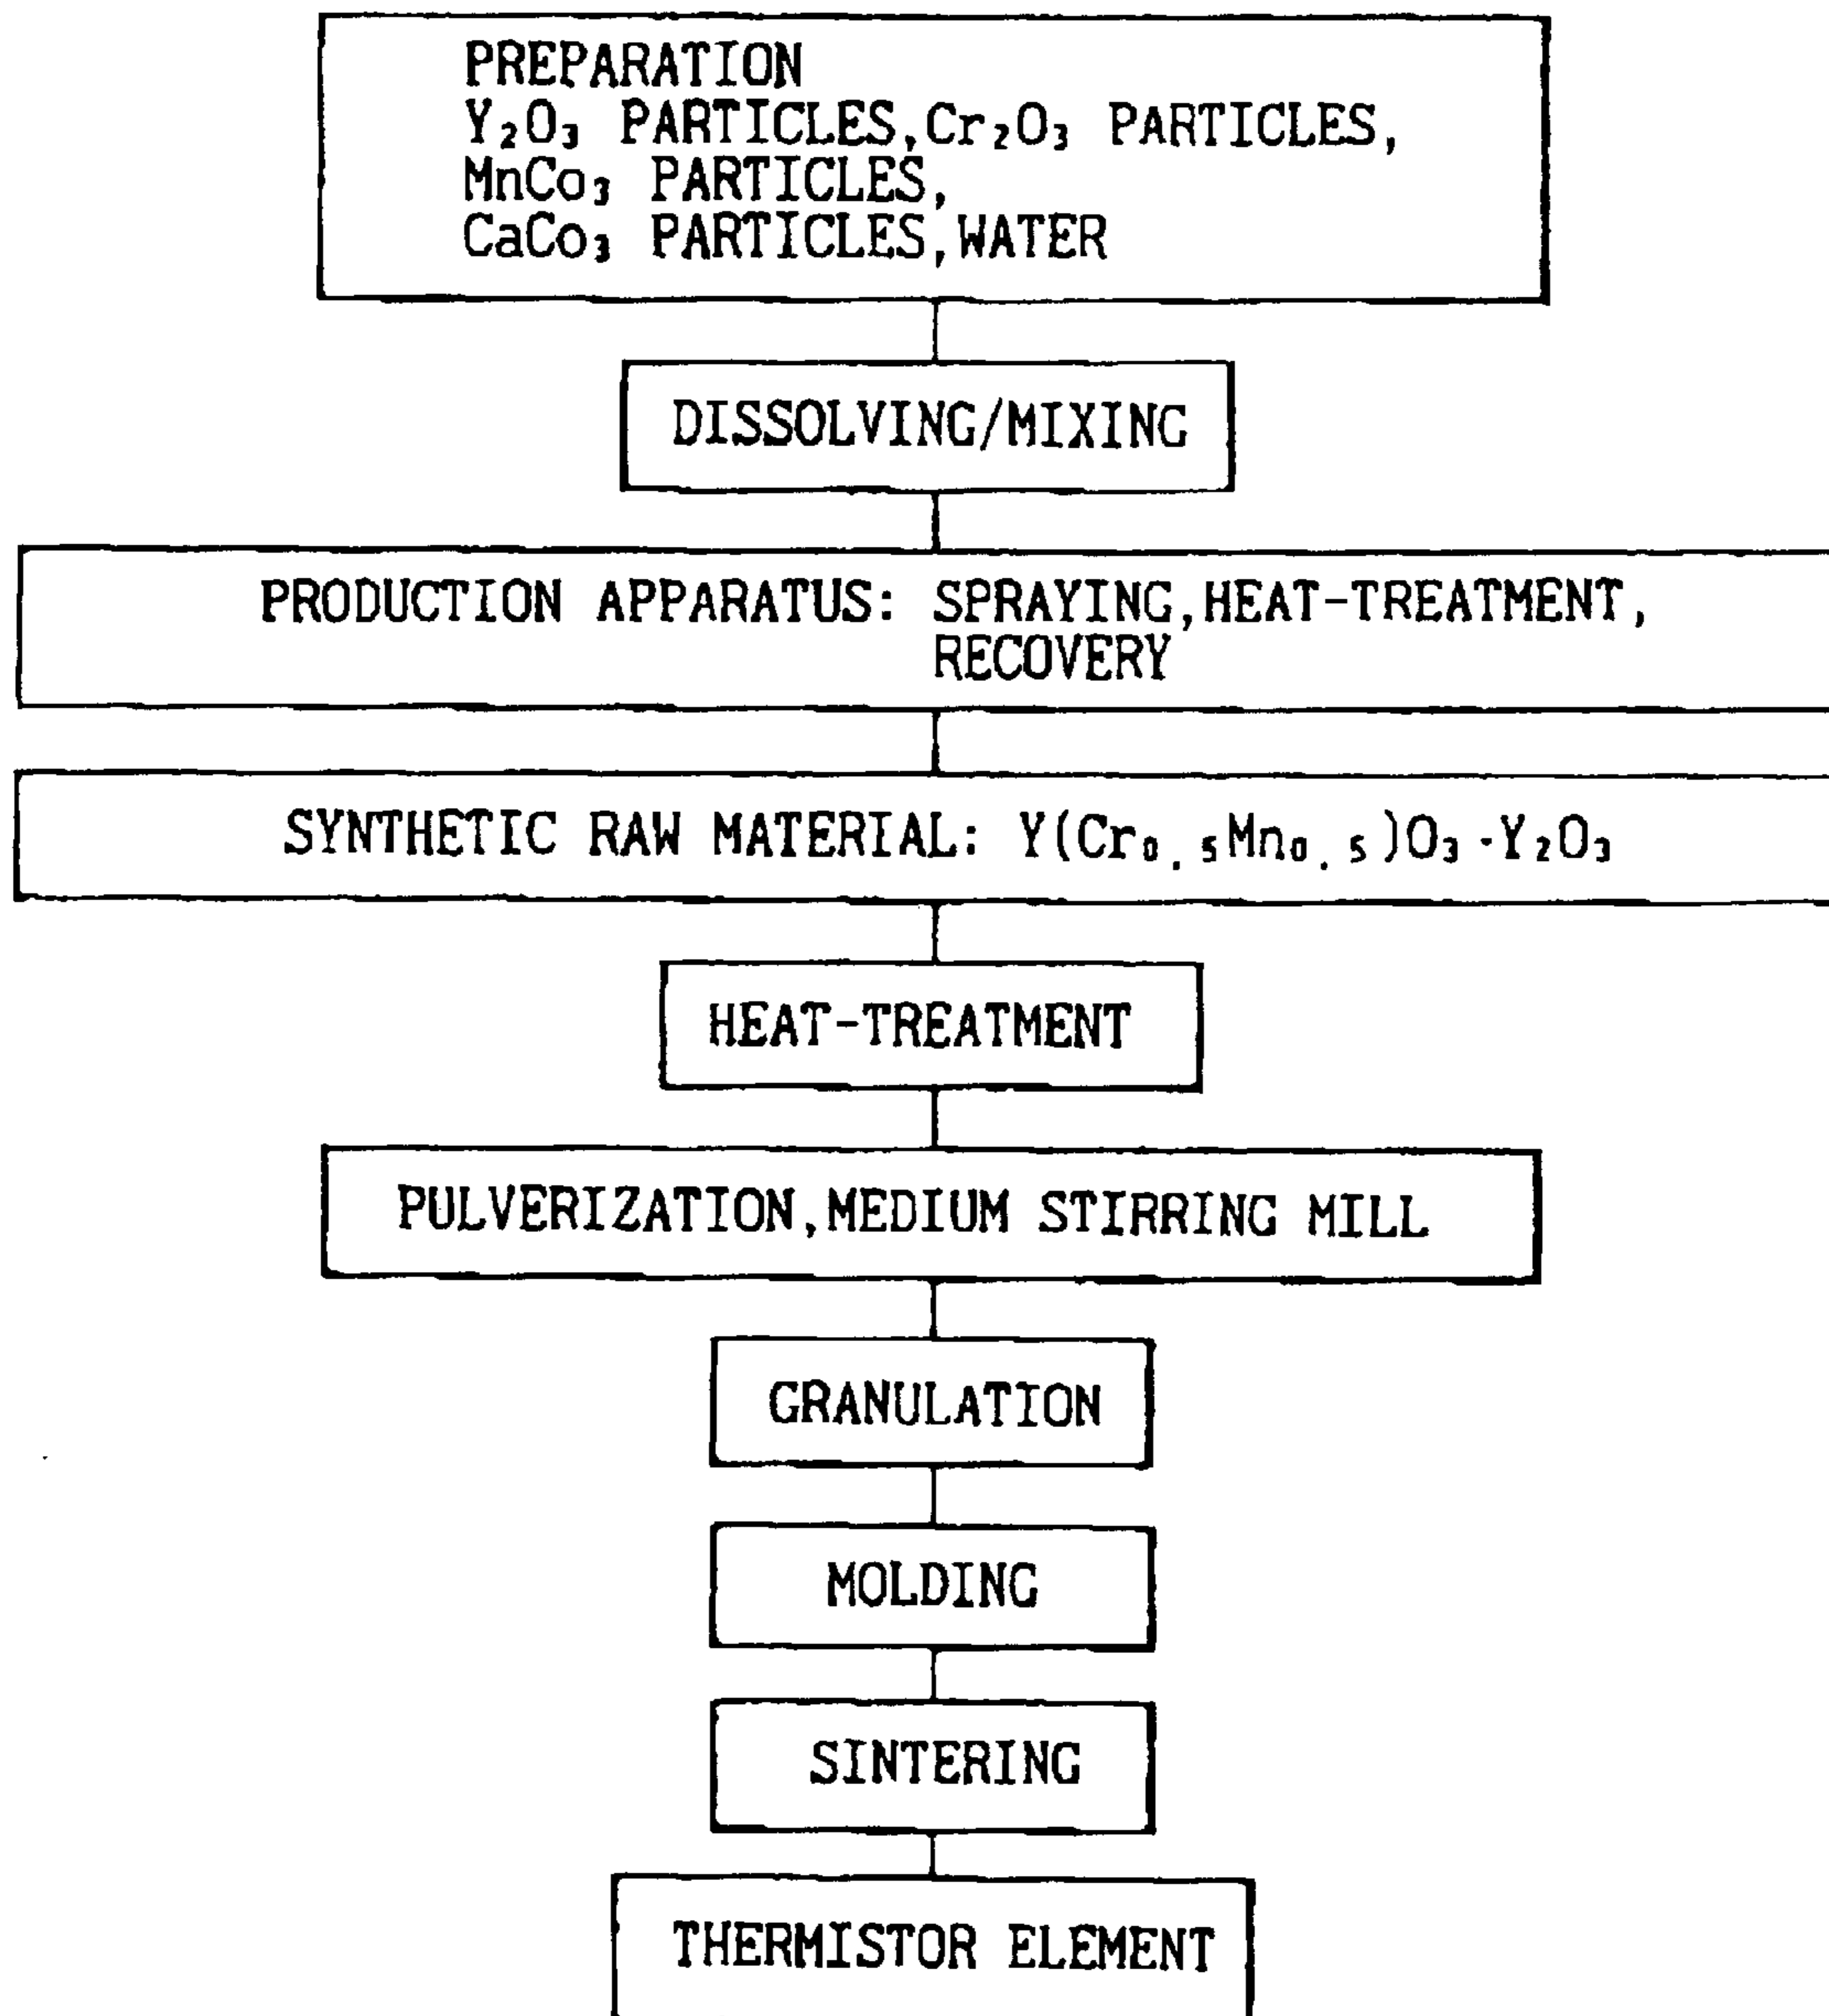 PREPARATION
Y₂O₃ PARTICLES,Cr₂O₃ PARTICLES,
MnCo₃ PARTICLES,
CaCo₃ PARTICLES,WATER
DISSOLVING/MIXING
PRODUCTION APPARATUS: SPRAYING,HEAT-TREATMENT,
RECOVERY
SYNTHETIC RAW MATERIAL: Y(Cr₀.₅Mn₀.₅)O₃·Y₂O₃
HEAT-TREATMENT
PULVERIZATION,MEDIUM STIRRING MILL
GRANULATION
MOLDING
SINTERING
THERMISTOR ELEMENT